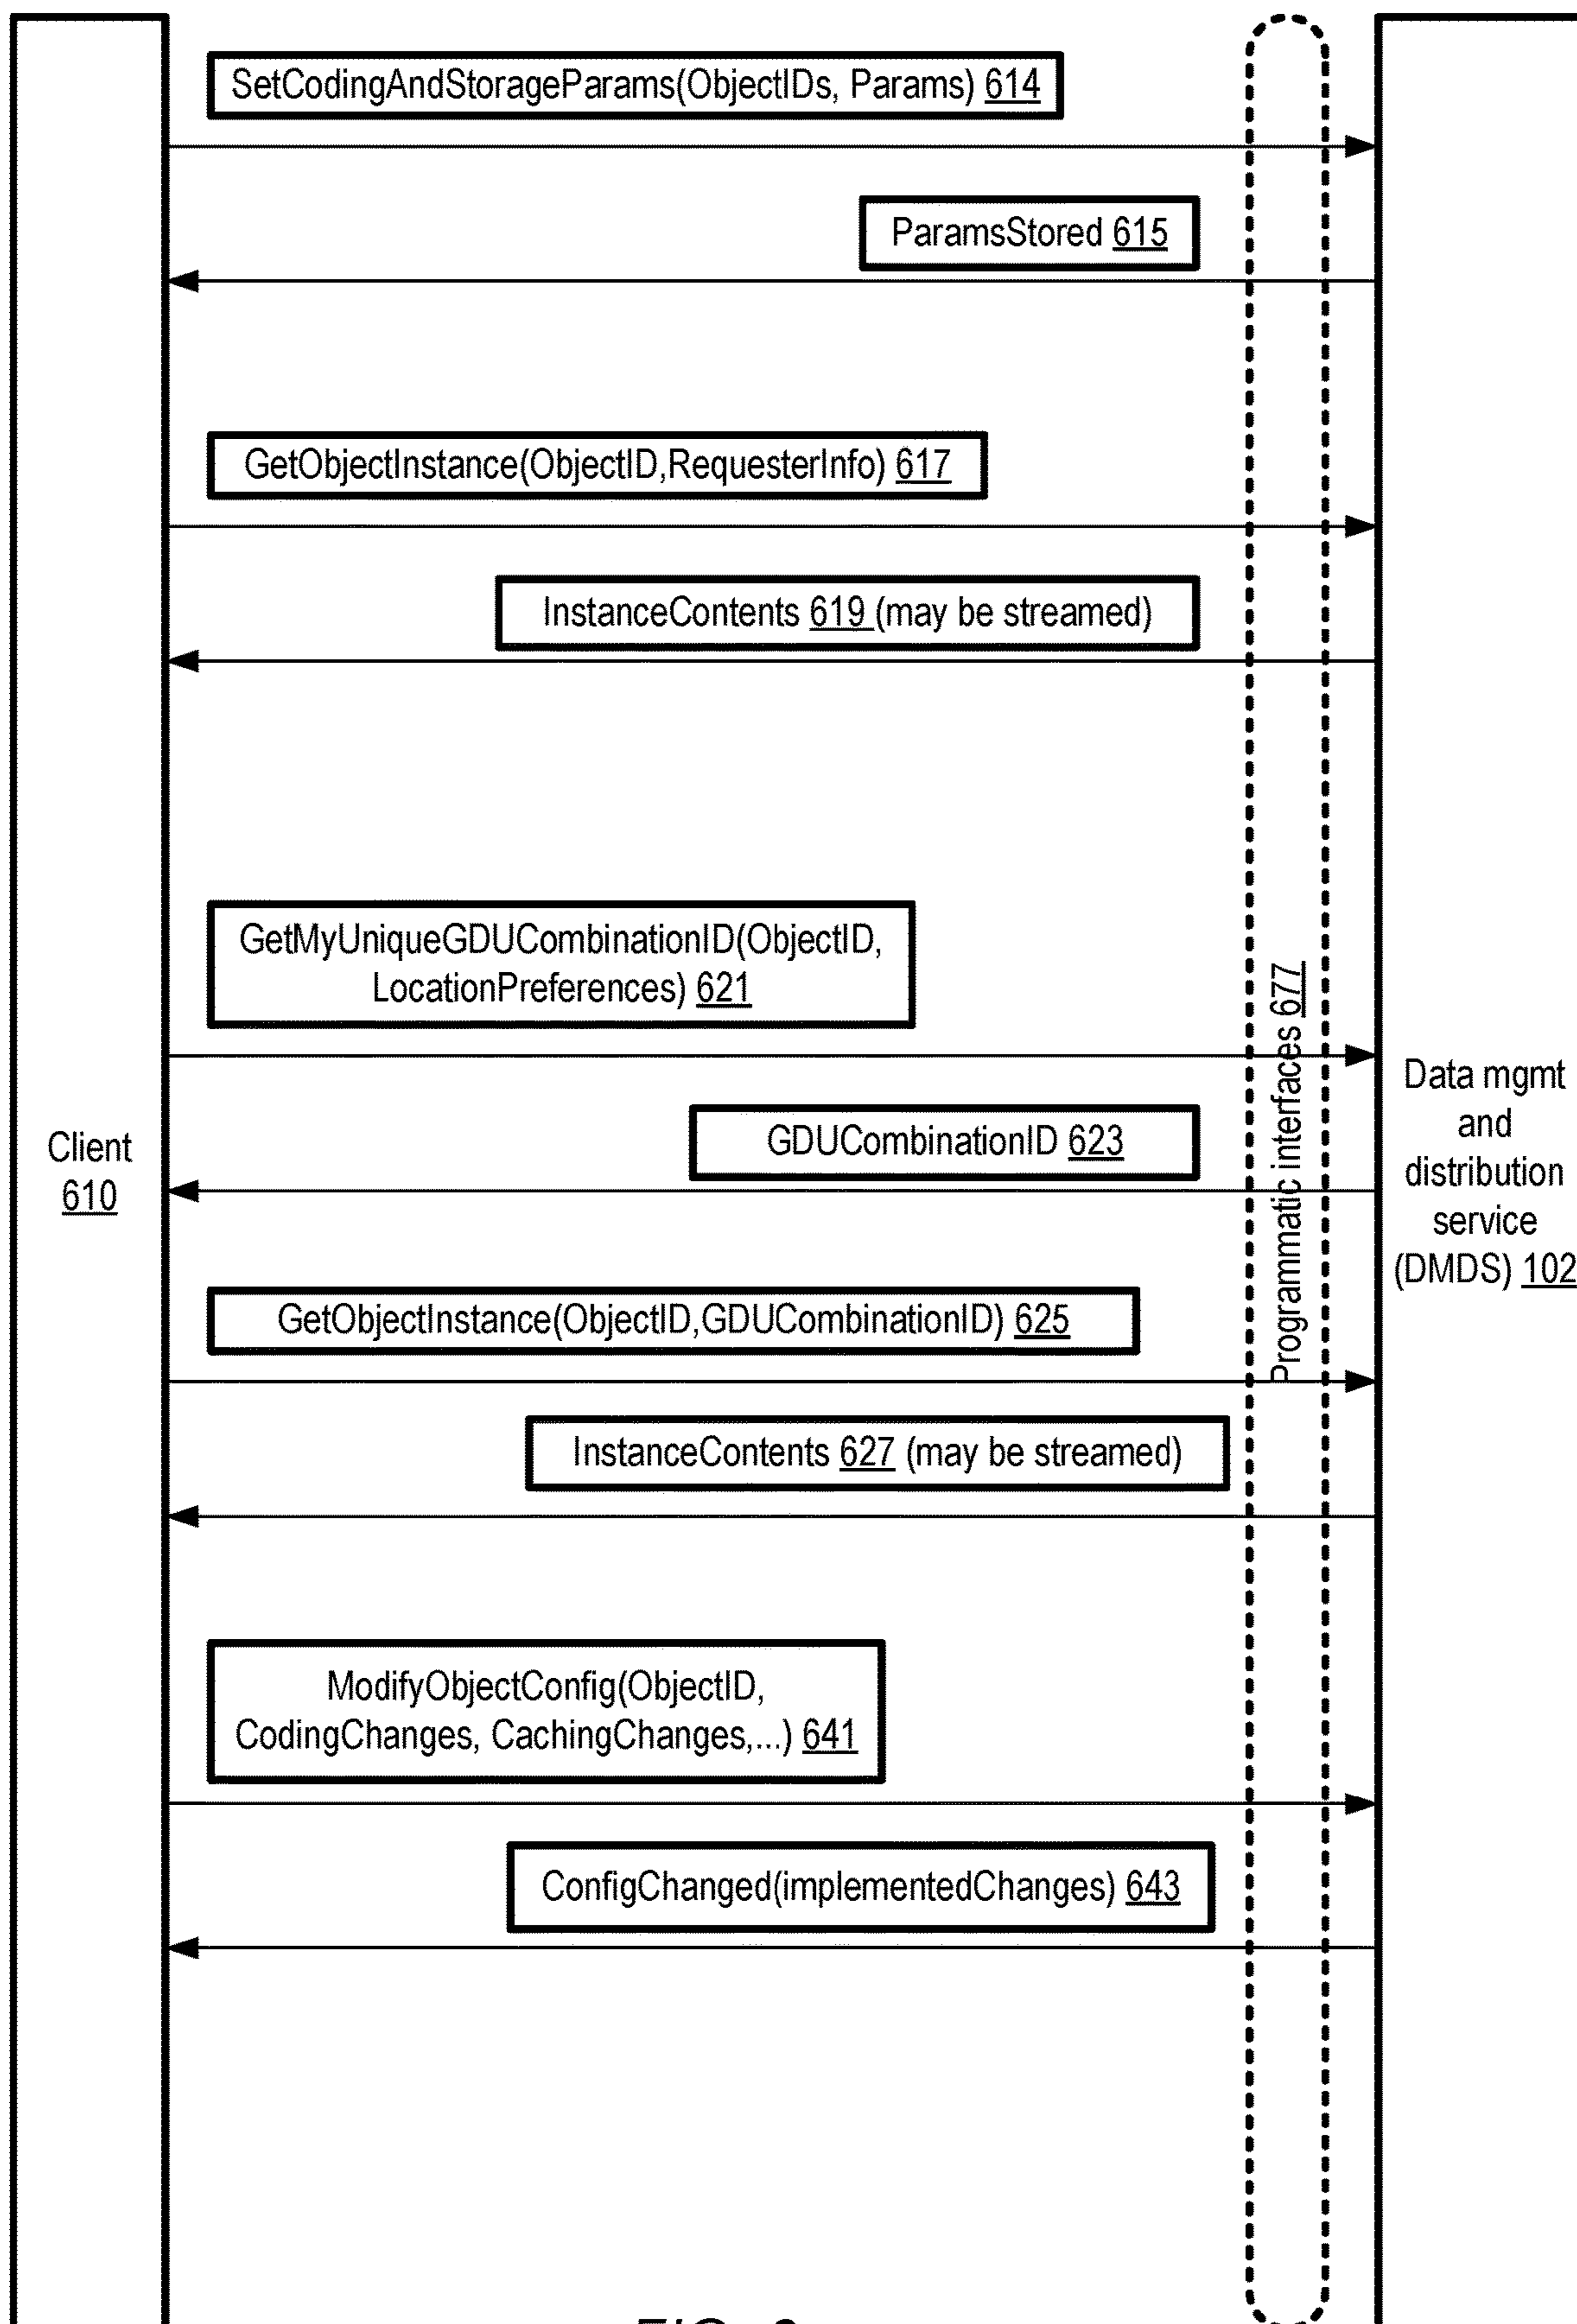 SetCodingAndStorageParams(ObjectIDs, Params) 614
ParamsStored 615
GetObjectInstance(ObjectID,RequesterInfo) 617
InstanceContents 619 (may be streamed)
GetMyUniqueGDUCombinationID(ObjectID,
LocationPreferences) 621
GDUCombinationID 623
Client
610
Programmatic interfaces 677
Data mgmt
and
distribution
service
(DMDS) 102
GetObjectInstance(ObjectID,GDUCombinationID) 625
InstanceContents 627 (may be streamed)
ModifyObjectConfig(ObjectID,
CodingChanges, CachingChanges,...) 641
ConfigChanged(implementedChanges) 643